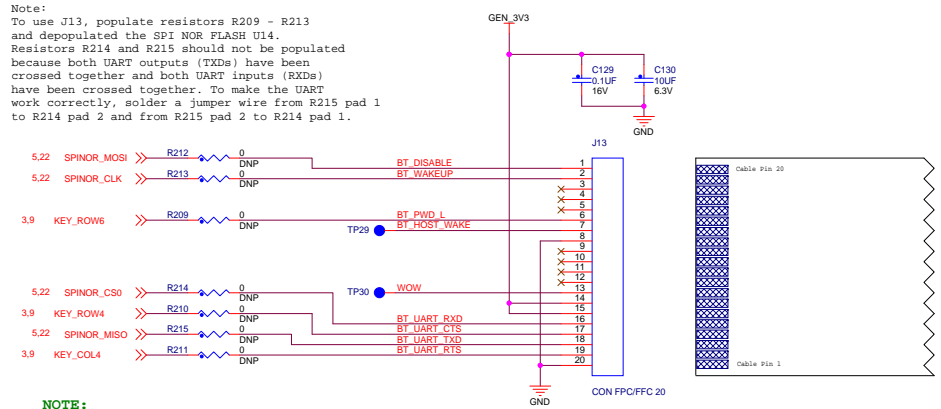 Note:
To use J13, populate resistors R209 - R213
and depopulated the SPI NOR FLASH U14.
Resistors R214 and R215 should not be populated
because both UART outputs (TXDs) have been
crossed together and both UART inputs (RXDs)
have been crossed together. To make the UART
work correctly, solder a jumper wire from R215 pad 1
to R214 pad 2 and from R215 pad 2 to R214 pad 1.
GEN_3V3
C129
0.1UF
16V
C130
10UF
6.3V
GND
J13
5,22 SPINOR_MOSI R212 0 DNP BT_DISABLE 1
5,22 SPINOR_CLK R213 0 DNP BT_WAKEUP 2
3
4
5
3,9 KEY_ROW6 R209 0 DNP BT_PWD_L 6
TP29 BT_HOST_WAKE 7
8
9
10
11
12
TP30 WOW 13
14
15
5,22 SPINOR_CS0 R214 0 DNP BT_UART_RXD 16
3,9 KEY_ROW4 R210 0 DNP BT_UART_CTS 17
5,22 SPINOR_MISO R215 0 DNP BT_UART_TXD 18
3,9 KEY_COL4 R211 0 DNP BT_UART_RTS 19
20
Cable Pin 20
Cable Pin 1
CON FPC/FFC 20
GND
NOTE: